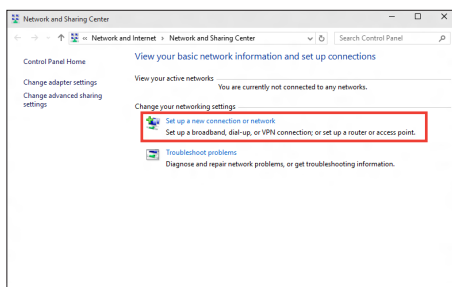 Network and Sharing Center
« Network and Internet › Network and Sharing Center
Search Control Panel
Control Panel Home
Change adapter settings
Change advanced sharing
settings
View your basic network information and set up connections
View your active networks
You are currently not connected to any networks.
Change your networking settings
Set up a new connection or network
Set up a broadband, dial-up, or VPN connection; or set up a router or access point.
Troubleshoot problems
Diagnose and repair network problems, or get troubleshooting information.